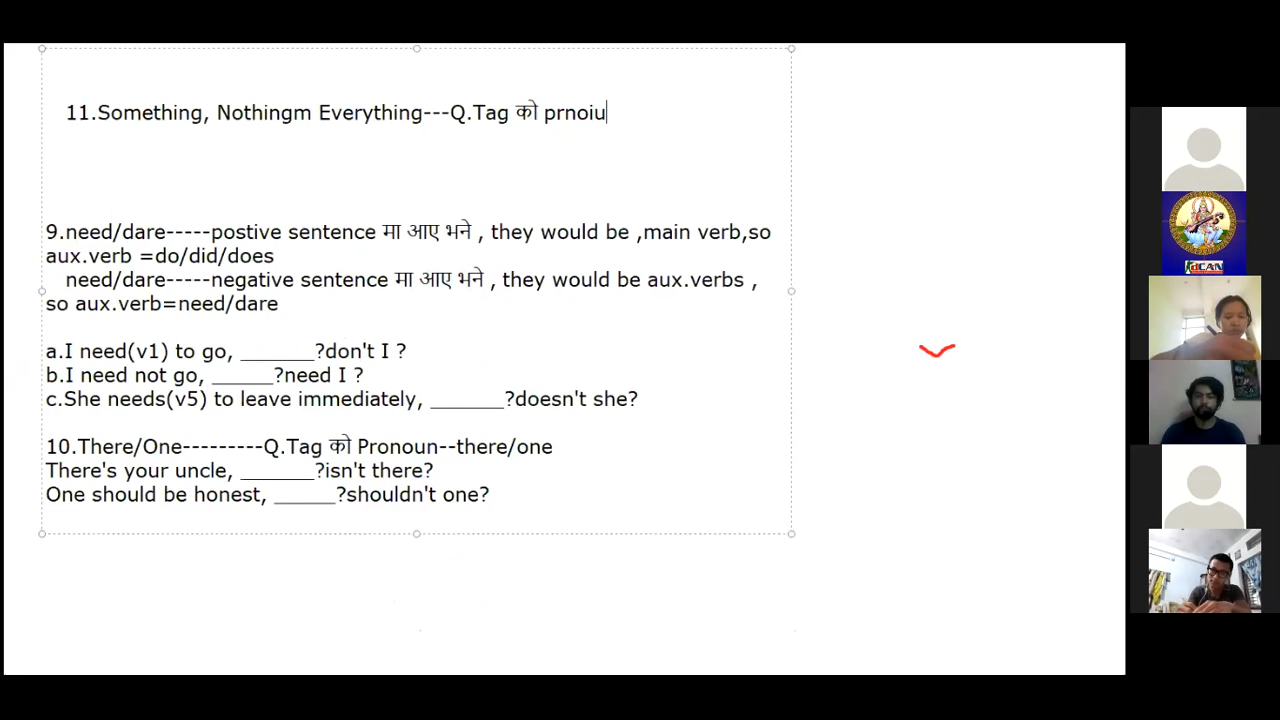 11.Something, Nothingm Everything---Q.Tag को prnoiu
9.need/dare-----postive sentence मा आए भने , they would be ,main verb,so
aux.verb =do/did/does
need/dare-----negative sentence मा आए भने , they would be aux.verbs ,
so aux.verb=need/dare
a.I need(v1) to go, _______?don't I ?
b.I need not go, ______?need I ?
c.She needs(v5) to leave immediately, ________?doesn't she?
10.There/One---------Q.Tag को Pronoun--there/one
There's your uncle, ________?isn't there?
One should be honest, ______?shouldn't one?